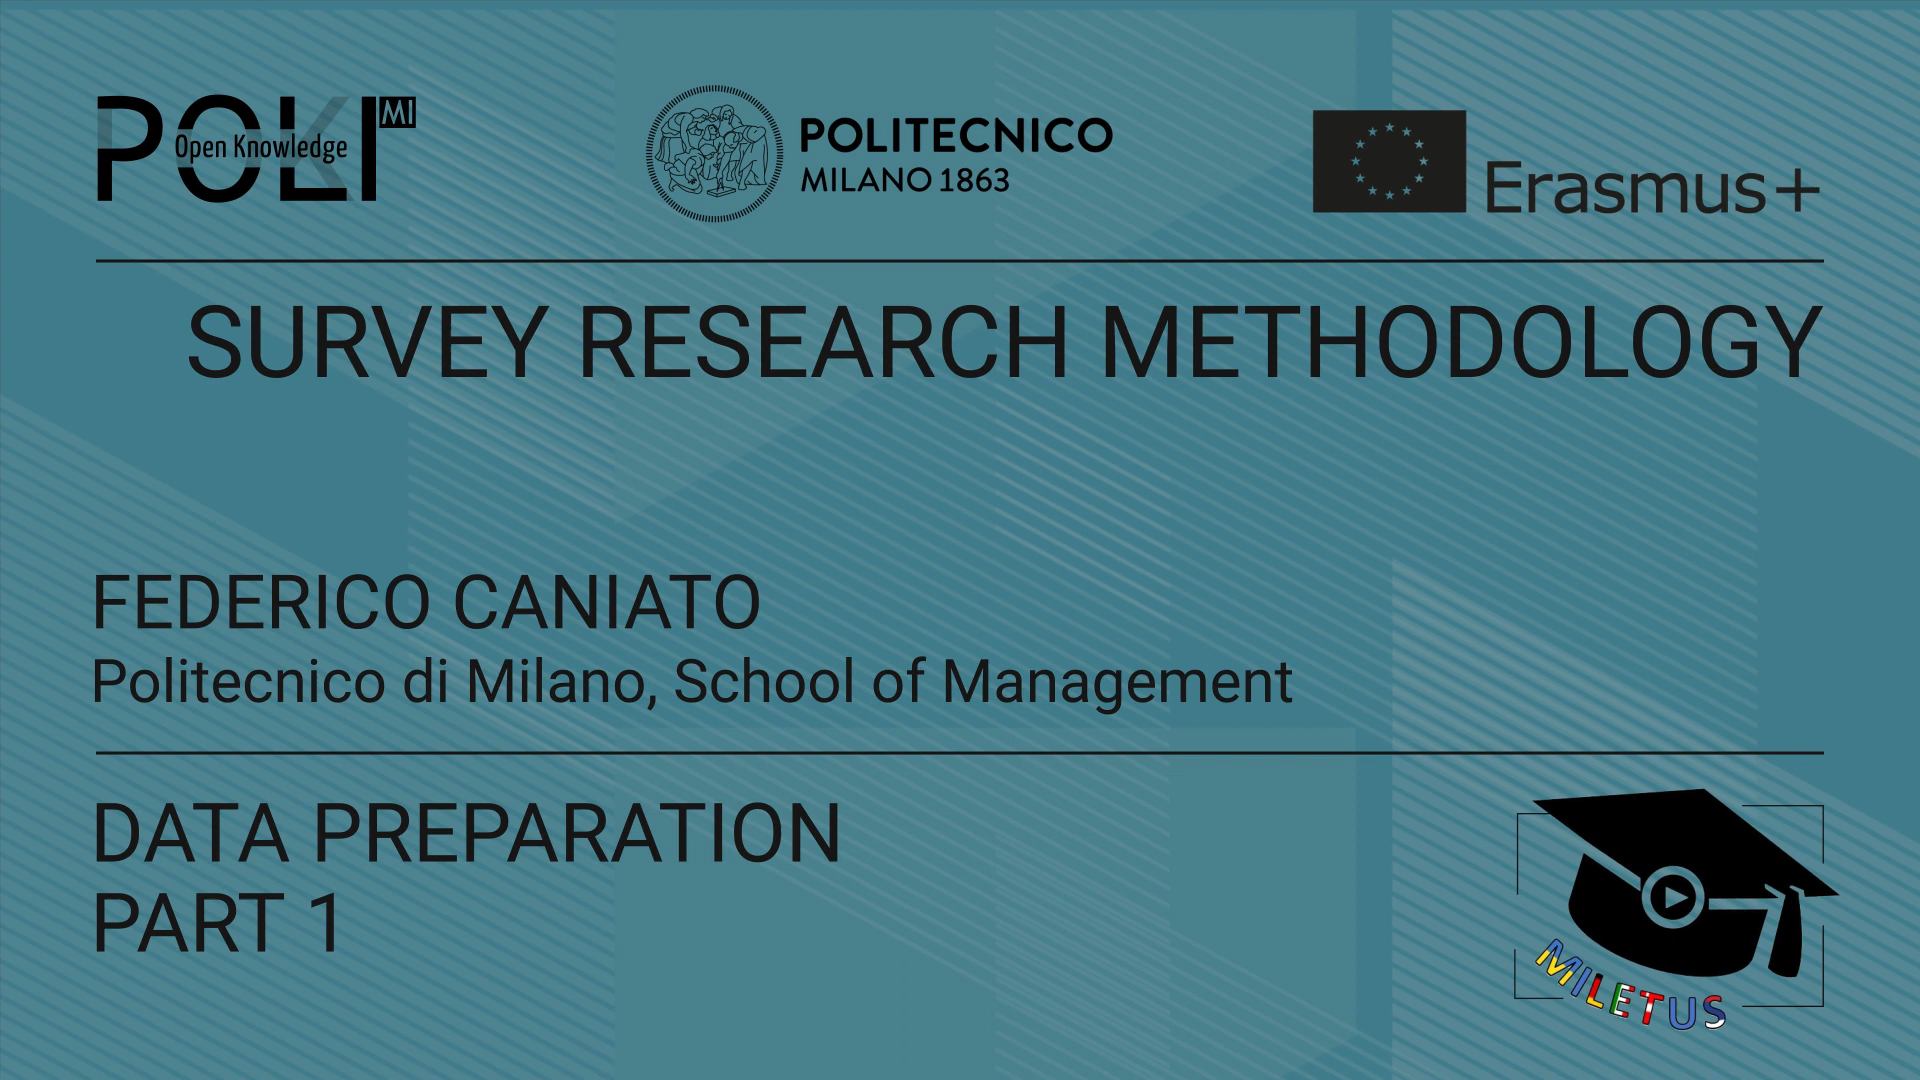 POLI MI
Open Knowledge
POLITECNICO
MILANO 1863
Erasmus+
SURVEY RESEARCH METHODOLOGY
FEDERICO CANIATO
Politecnico di Milano, School of Management
DATA PREPARATION
PART 1
MILETUS